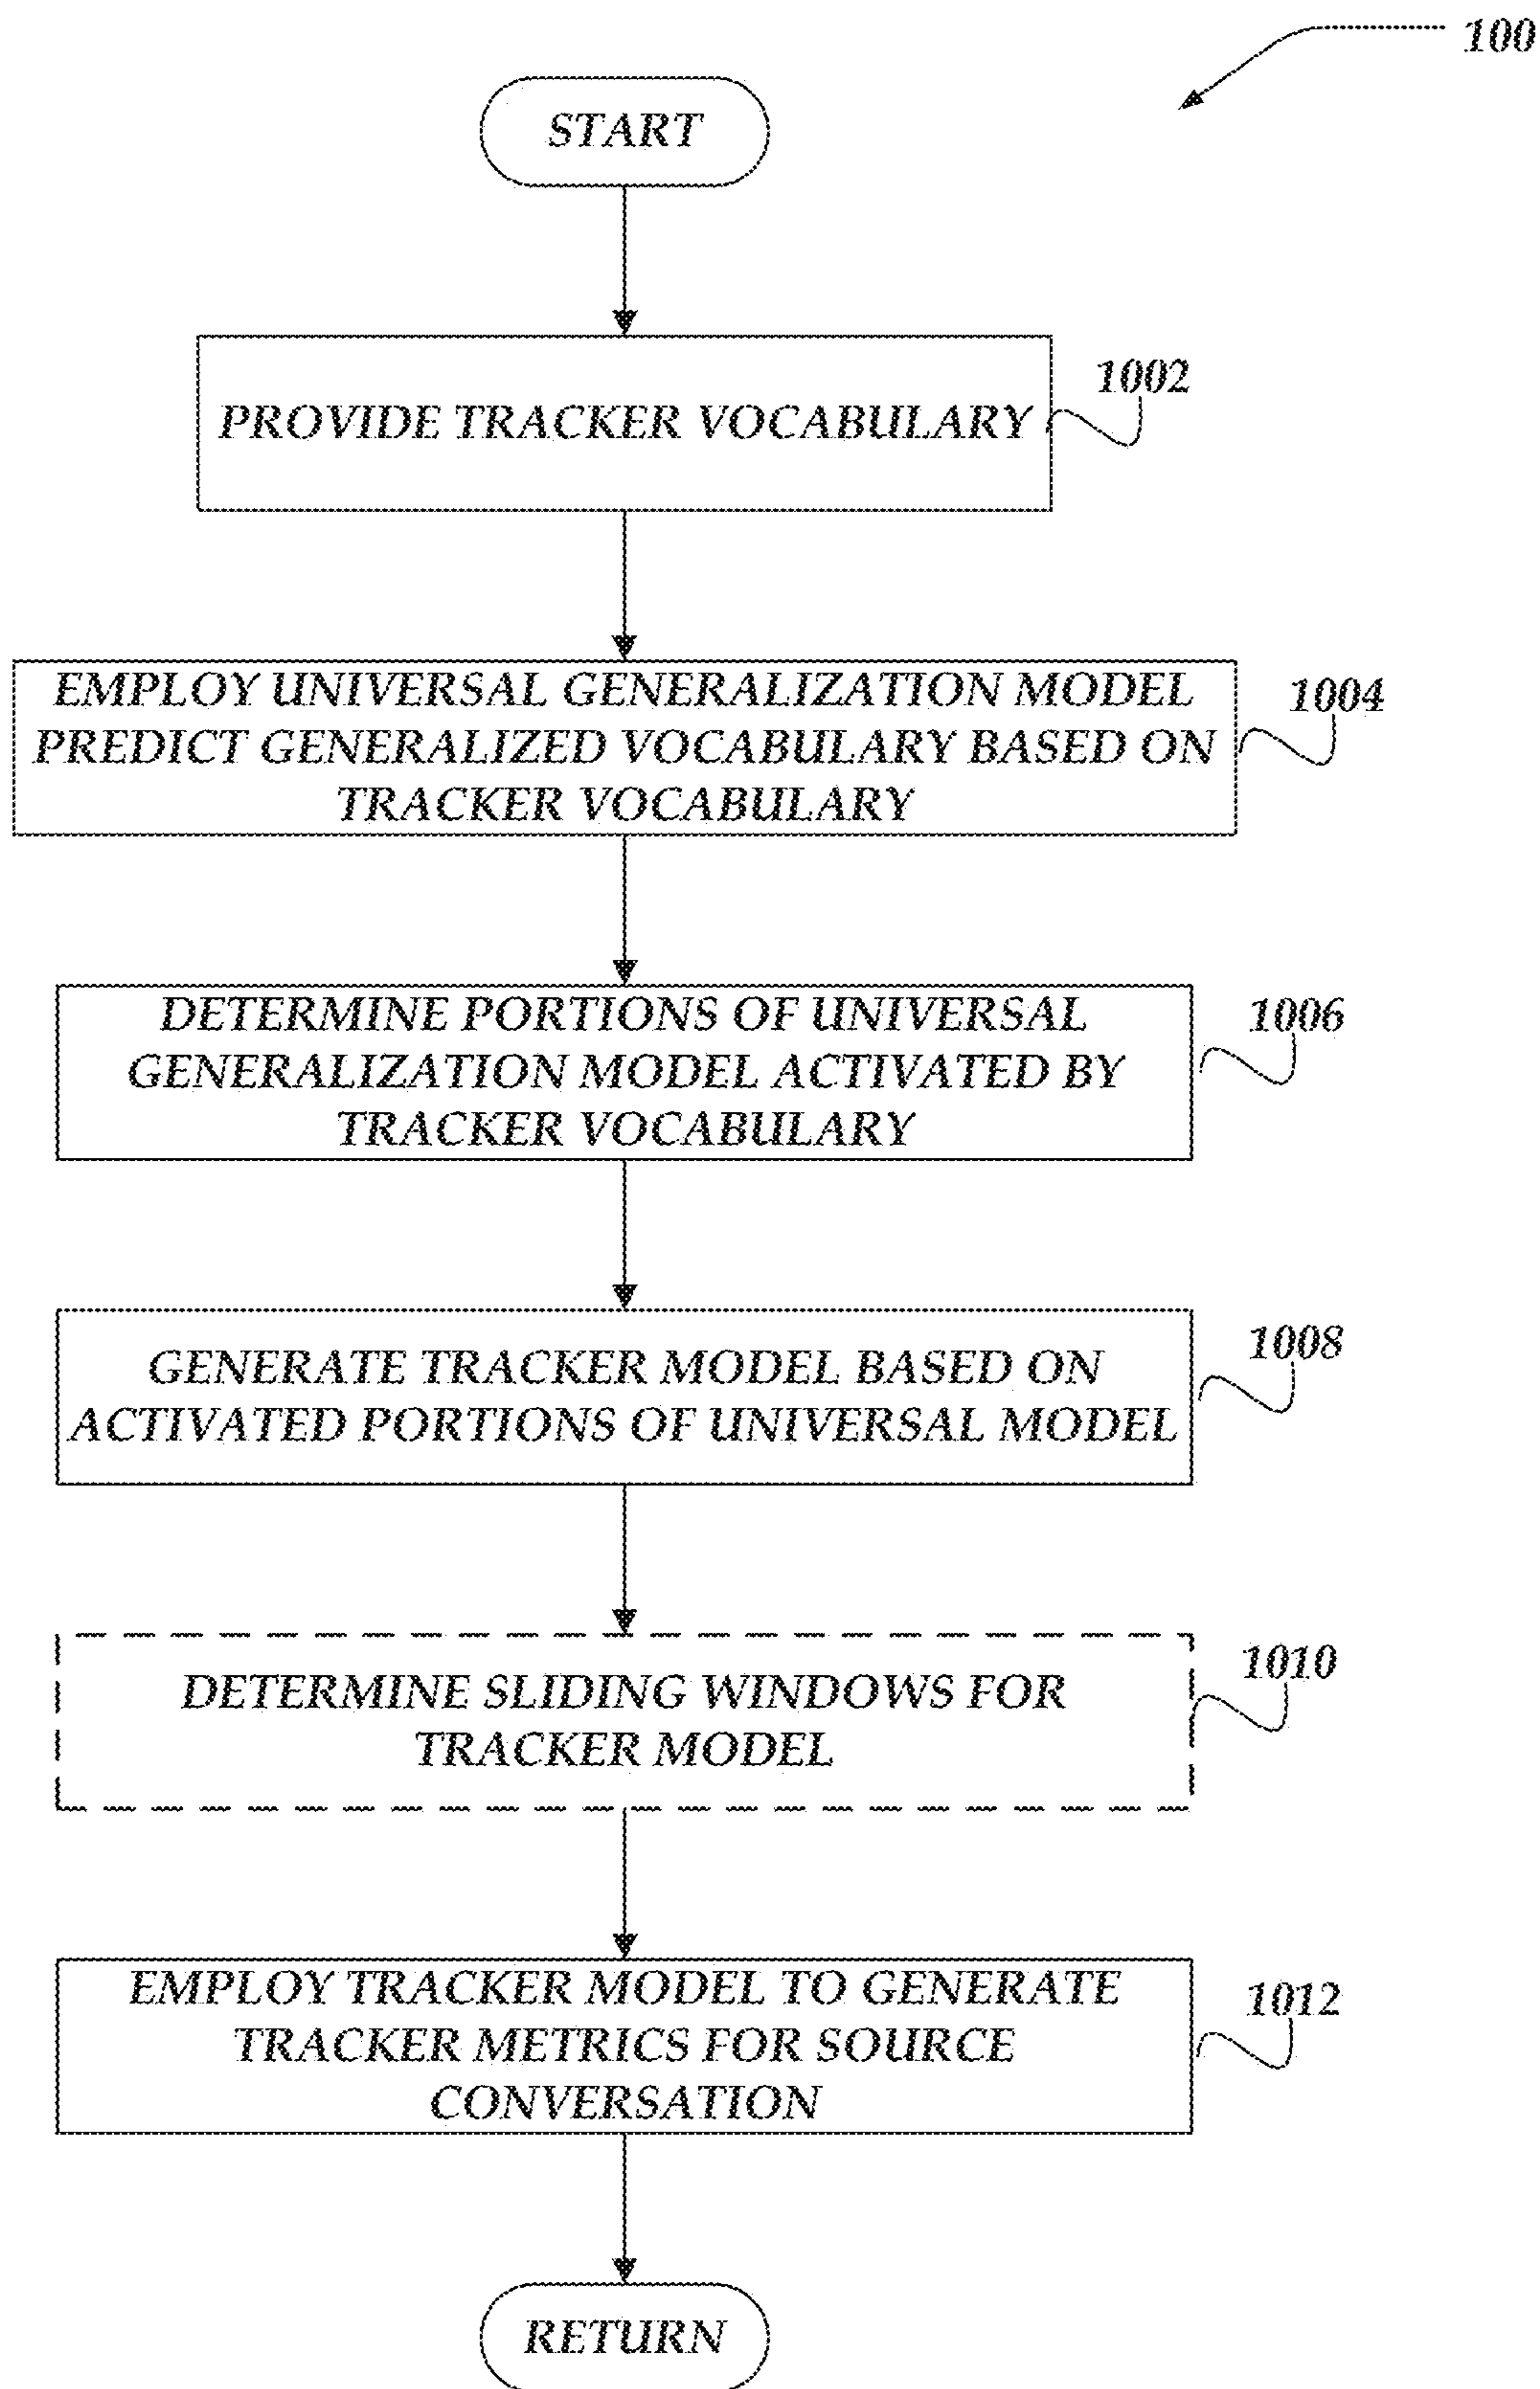 100
START
PROVIDE TRACKER VOCABULARY
1002
EMPLOY UNIVERSAL GENERALIZATION MODEL
PREDICT GENERALIZED VOCABULARY BASED ON
TRACKER VOCABULARY
1004
DETERMINE PORTIONS OF UNIVERSAL
GENERALIZATION MODEL ACTIVATED BY
TRACKER VOCABULARY
1006
GENERATE TRACKER MODEL BASED ON
ACTIVATED PORTIONS OF UNIVERSAL MODEL
1008
DETERMINE SLIDING WINDOWS FOR
TRACKER MODEL
1010
EMPLOY TRACKER MODEL TO GENERATE
TRACKER METRICS FOR SOURCE
CONVERSATION
1012
RETURN